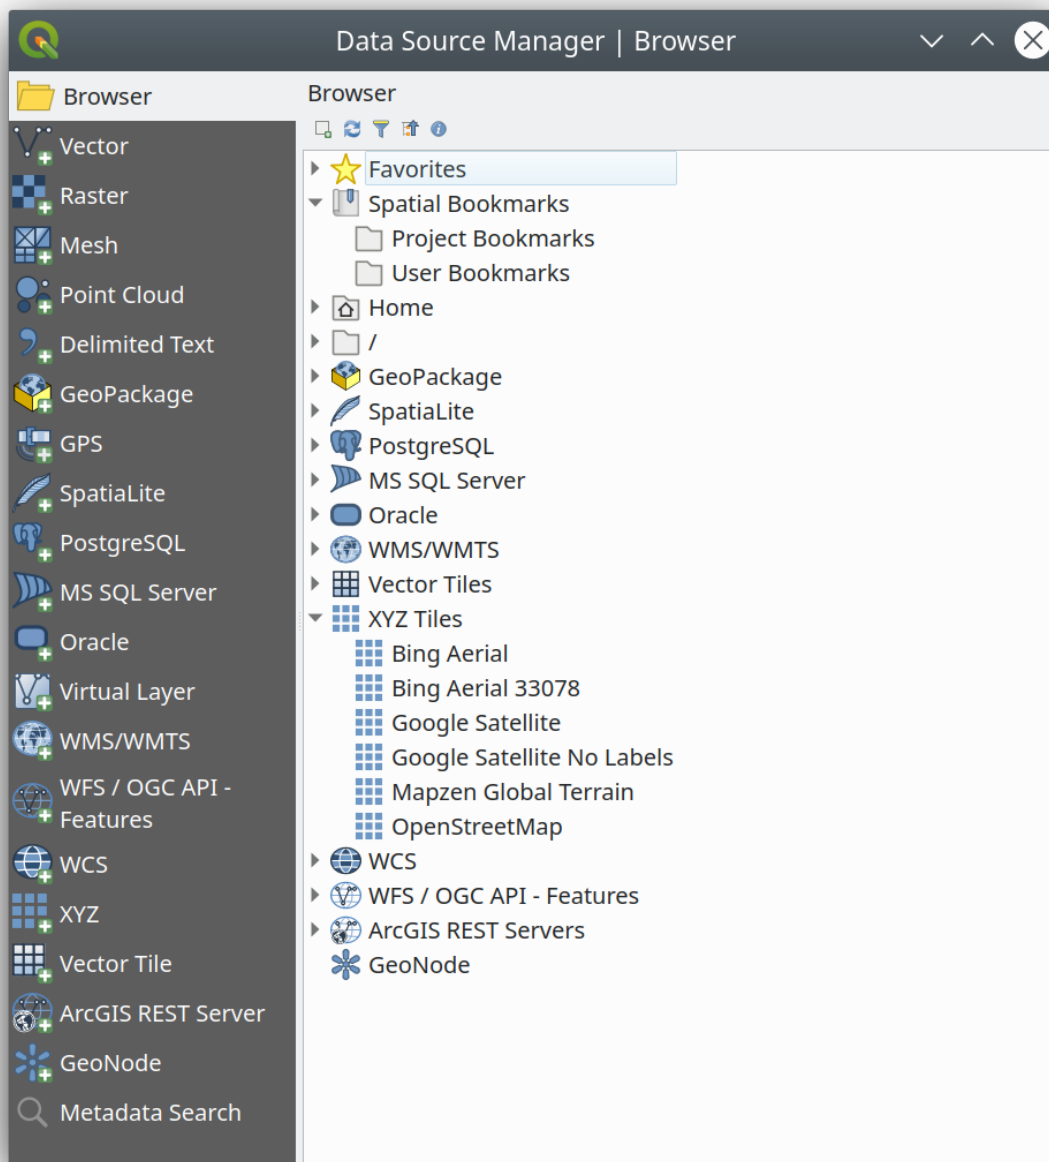 Data Source Manager | Browser
Browser
Vector
Raster
Mesh
Point Cloud
Delimited Text
GeoPackage
GPS
SpatiaLite
PostgreSQL
MS SQL Server
Oracle
Virtual Layer
WMS/WMTS
WFS / OGC API -
Features
WCS
XYZ
Vector Tile
ArcGIS REST Server
GeoNode
Metadata Search
Browser
Favorites
Spatial Bookmarks
Project Bookmarks
User Bookmarks
Home
/
GeoPackage
SpatiaLite
PostgreSQL
MS SQL Server
Oracle
WMS/WMTS
Vector Tiles
XYZ Tiles
Bing Aerial
Bing Aerial 33078
Google Satellite
Google Satellite No Labels
Mapzen Global Terrain
OpenStreetMap
WCS
WFS / OGC API - Features
ArcGIS REST Servers
GeoNode